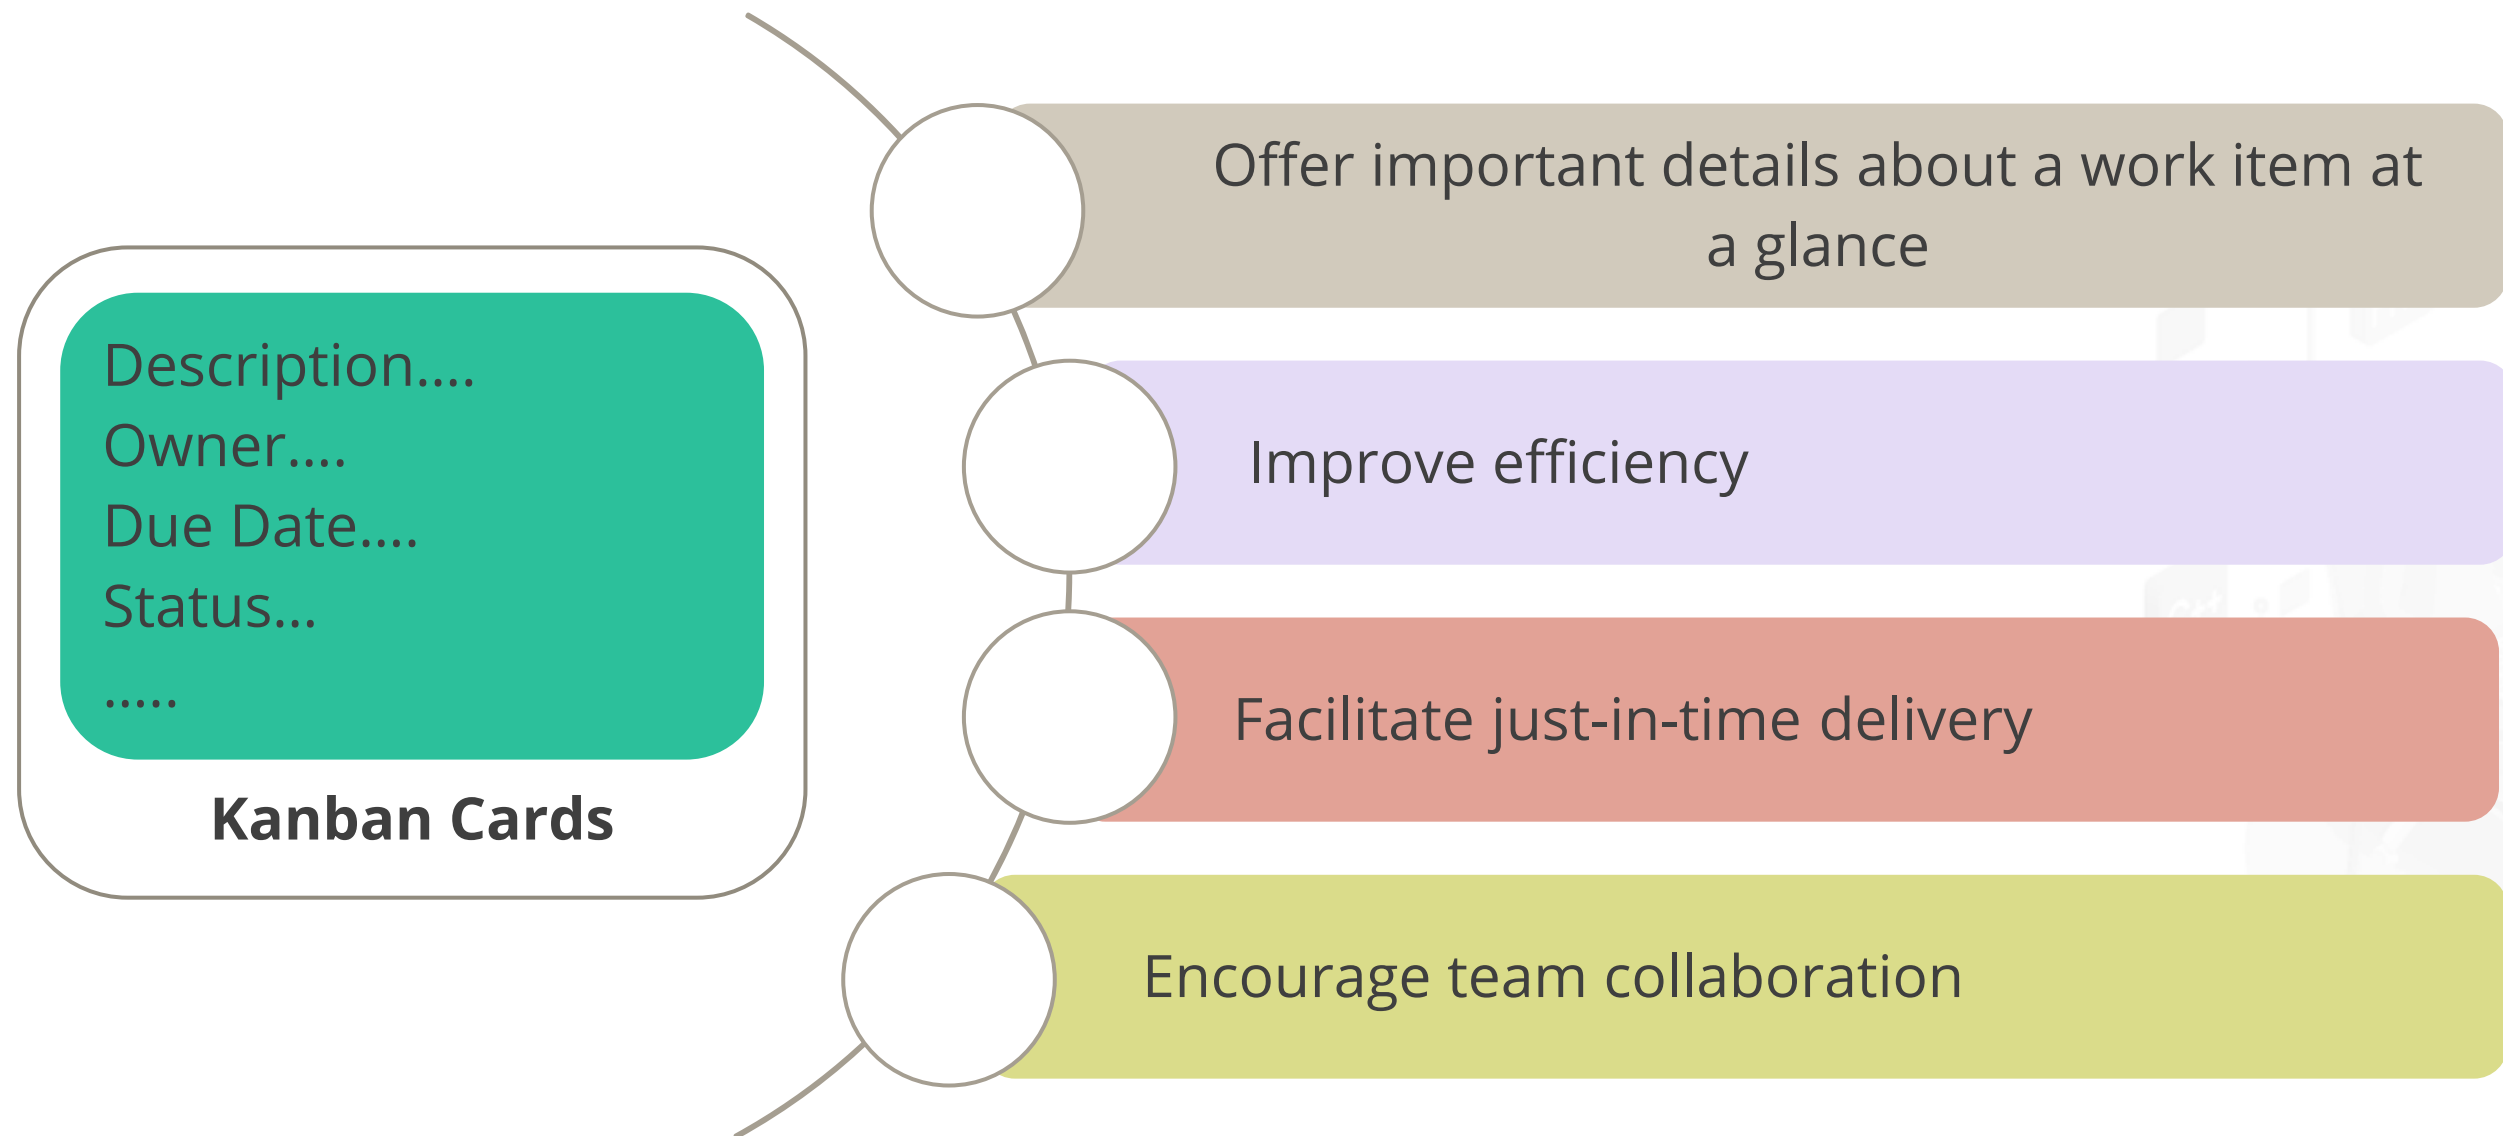 Description....
Owner....
Due Date....
Status...
.....
Kanban Cards
Offer important details about a work item at
a glance
Improve efficiency
Facilitate just-in-time delivery
Encourage team collaboration